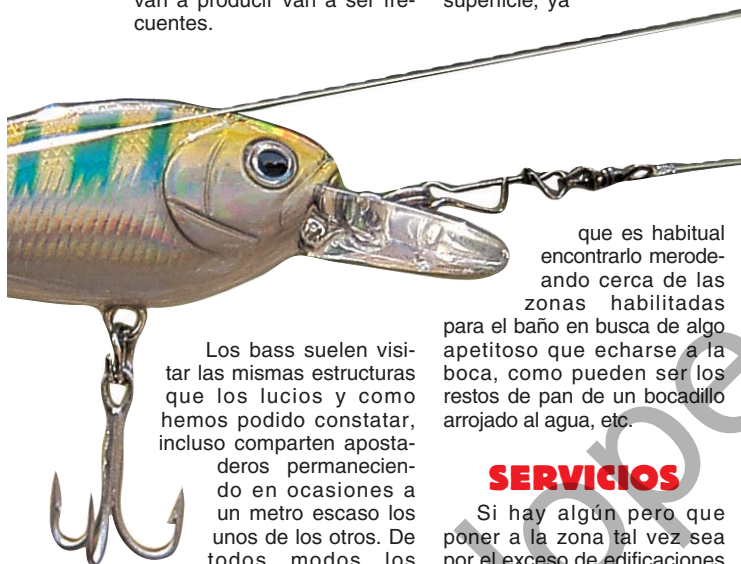 van a producir van a ser fre-
cuentes.
Los bass suelen visi-
tar las mismas estructuras
que los lucios y como
hemos podido constatar,
incluso comparten aposta-
deros permanecien-
do en ocasiones a
un metro escaso los
unos de los otros. De
todos modos los
superficie, ya
que es habitual
encontrarlo merode-
ando cerca de las
zonas habilitadas
para el baño en busca de algo
apetitoso que echarse a la
boca, como pueden ser los
restos de pan de un bocadillo
arrojado al agua, etc.
SERVICIOS
Si hay algún pero que
poner a la zona tal vez sea
por el exceso de edificaciones